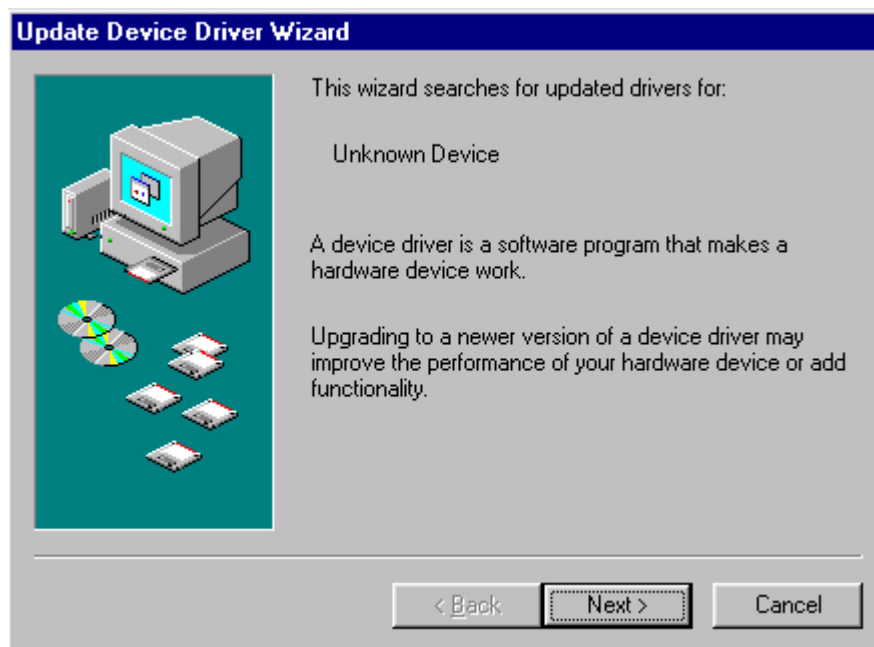 Update Device Driver Wizard
This wizard searches for updated drivers for:
Unknown Device
A device driver is a software program that makes a
hardware device work.
Upgrading to a newer version of a device driver may
improve the performance of your hardware device or add
functionality.
< Back
Next >
Cancel